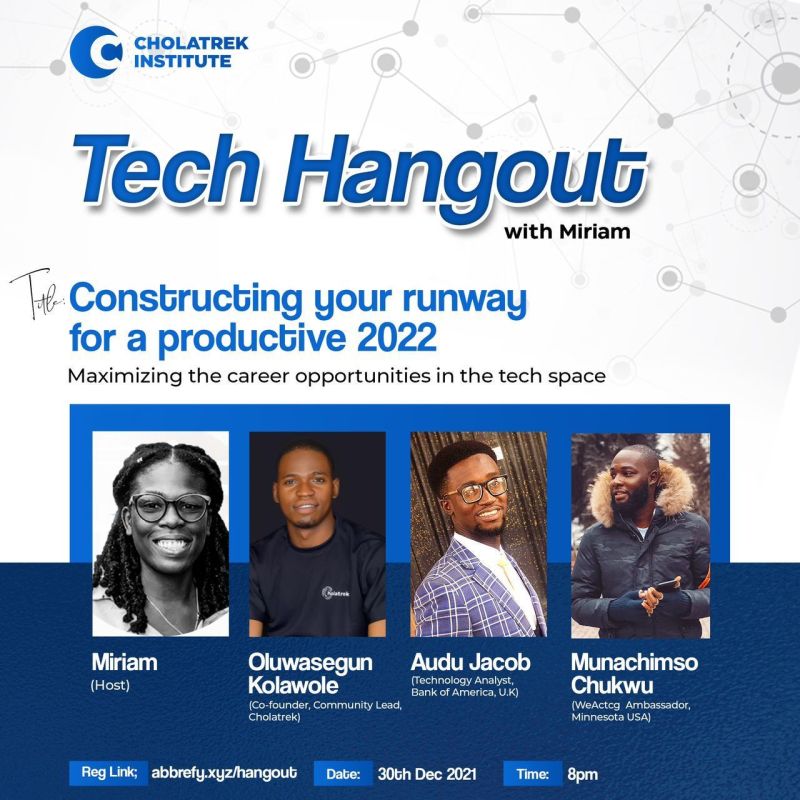 CHOLATREK
INSTITUTE
Tech Hangout
with Miriam
Title:
Constructing your runway
for a productive 2022
Maximizing the career opportunities in the tech space
Cholatrek
Miriam
(Host)
Oluwasegun
Kolawole
(Co-founder, Community Lead,
Cholatrek)
Audu Jacob
(Technology Analyst,
Bank of America, U.K)
Munachimso
Chukwu
(WeActcg Ambassador,
Minnesota USA)
Reg Link; abbrefy.xyz/hangout Date: 30th Dec 2021 Time: 8pm